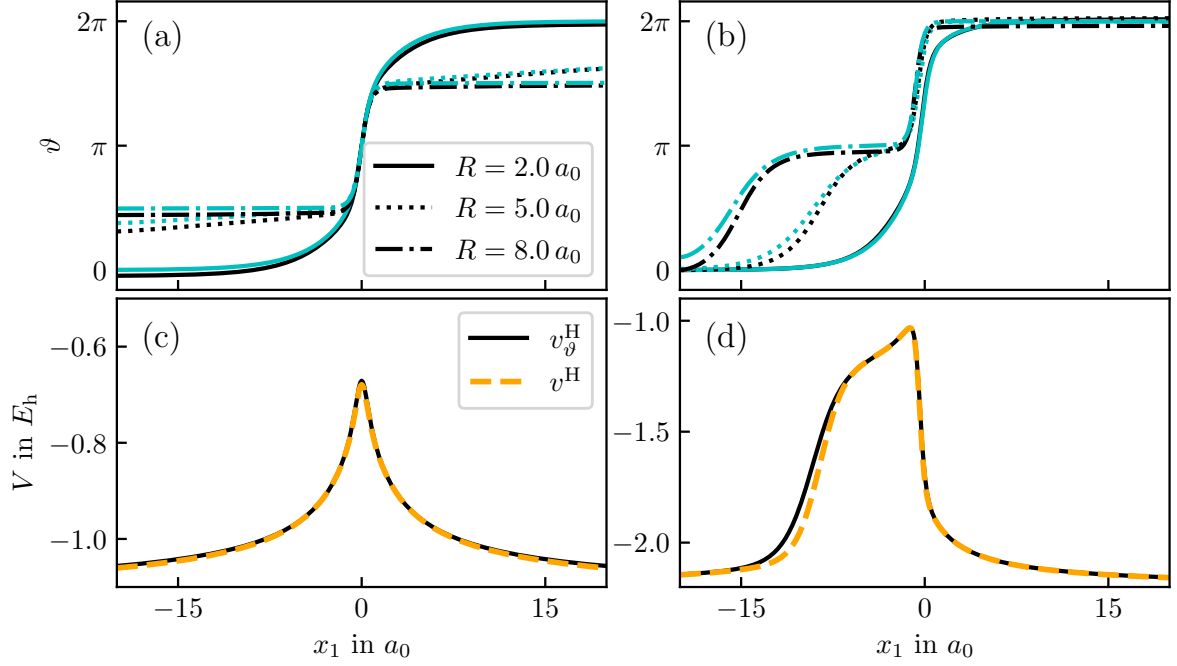 (a)
2π
π
0
ϑ
R = 2.0 a₀
R = 5.0 a₀
R = 8.0 a₀
(b)
2π
π
0
(c)
−0.6
−0.8
−1.0
V in Eₕ
v_ϑ^H
v^H
−15
0
15
x₁ in a₀
(d)
−1.0
−1.5
−2.0
−15
0
15
x₁ in a₀